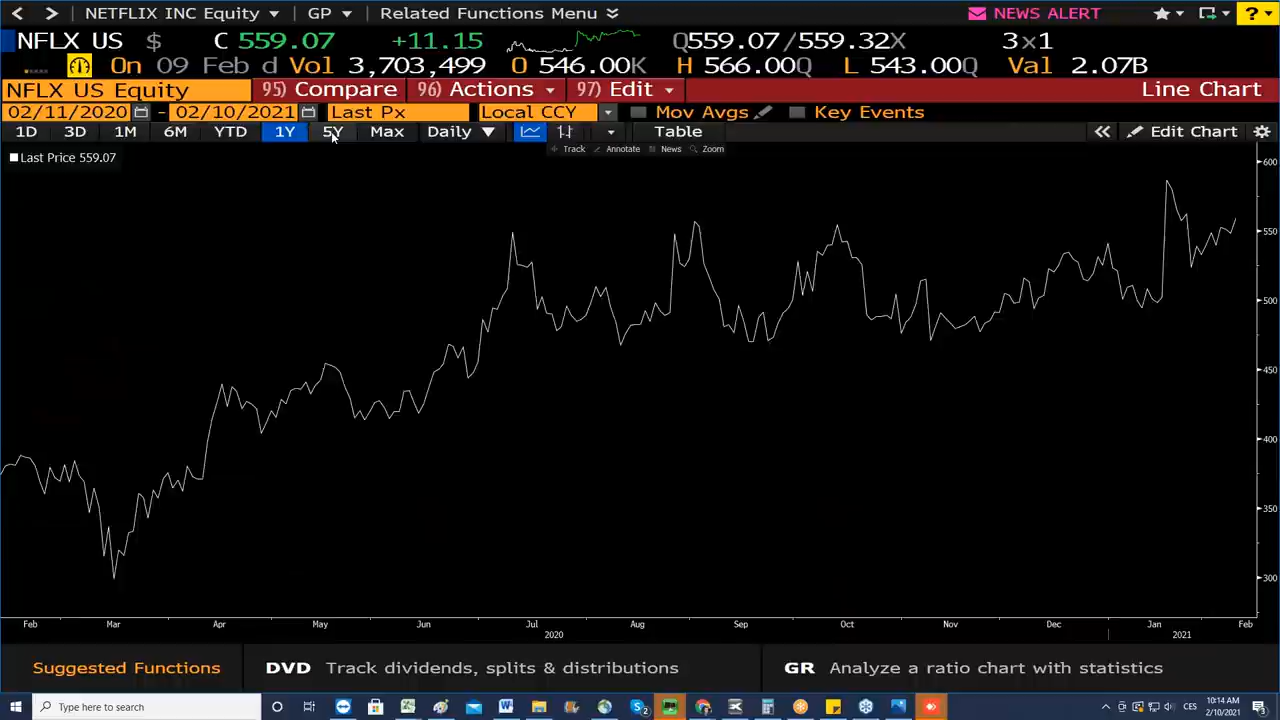 < > NETFLIX INC Equity GP Related Functions Menu NEWS ALERT ?
NFLX US $ C 559.07 +11.15 Q559.07/559.32X 3x1
On 09 Feb d Vol 3,703,499 O 546.00K H 566.00Q L 543.00Q Val 2.07B
NFLX US Equity 95) Compare 96) Actions 97) Edit Line Chart
02/11/2020 - 02/10/2021 Last Px Local CCY Mov Avgs Key Events
1D 3D 1M 6M YTD 1Y 5Y Max Daily Table << Edit Chart
Track Annotate News Zoom
Last Price 559.07
600
550
500
450
400
350
300
Feb Mar Apr May Jun Jul Aug Sep Oct Nov Dec Jan Feb
2020 2021
Suggested Functions DVD Track dividends, splits & distributions GR Analyze a ratio chart with statistics
Type here to search CES 10:14 AM
2/10/2021